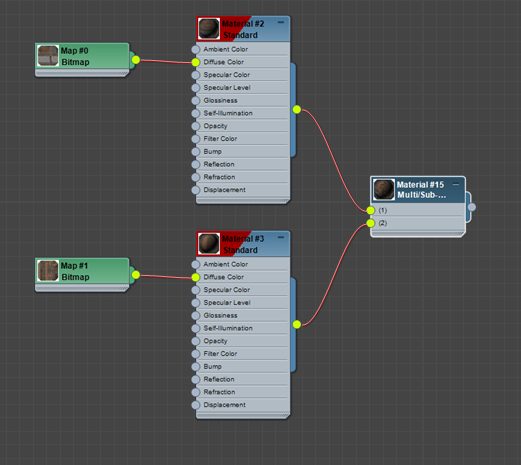 Map #0
Bitmap
Material #2
Standard
Ambient Color
Diffuse Color
Specular Color
Specular Level
Glossiness
Self-Illumination
Opacity
Filter Color
Bump
Reflection
Refraction
Displacement
Material #15
Multi/Sub-...
(1)
(2)
Map #1
Bitmap
Material #3
Standard
Ambient Color
Diffuse Color
Specular Color
Specular Level
Glossiness
Self-Illumination
Opacity
Filter Color
Bump
Reflection
Refraction
Displacement